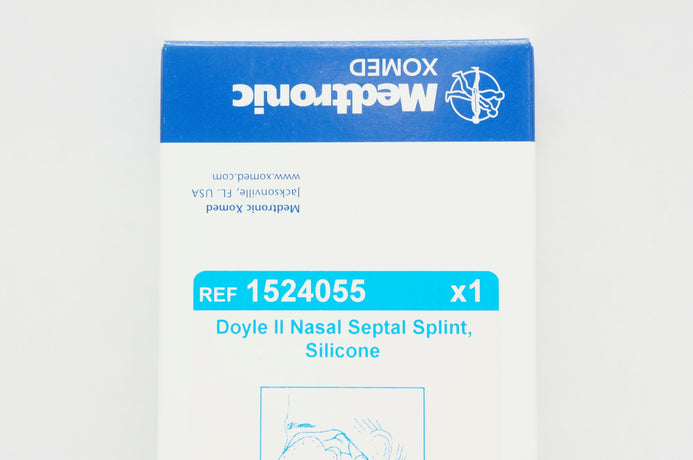 Medtronic
XOMED
Medtronic Xomed
Jacksonville, FL. USA
www.xomed.com
REF 1524055 x1
Doyle II Nasal Septal Splint,
Silicone